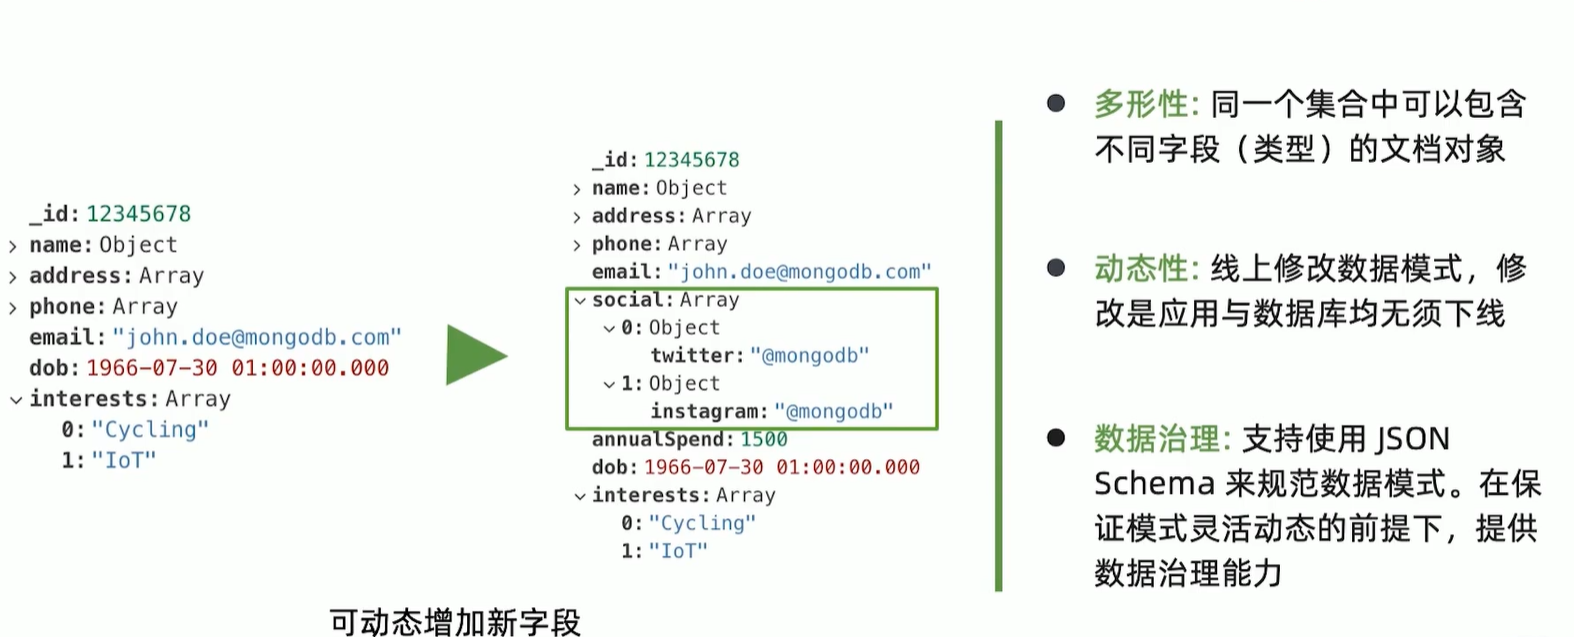 _id: 12345678
name: Object
address: Array
phone: Array
email: "john.doe@mongodb.com"
dob: 1966-07-30 01:00:00.000
interests: Array
0: "Cycling"
1: "IoT"
_id: 12345678
name: Object
address: Array
phone: Array
email: "john.doe@mongodb.com"
social: Array
0: Object
twitter: "@mongodb"
1: Object
instagram: "@mongodb"
annualSpend: 1500
dob: 1966-07-30 01:00:00.000
interests: Array
0: "Cycling"
1: "IoT"
可动态增加新字段
多形性: 同一个集合中可以包含
不同字段（类型）的文档对象
动态性: 线上修改数据模式，修
改是应用与数据库均无须下线
数据治理: 支持使用 JSON
Schema 来规范数据模式。在保
证模式灵活动态的前提下，提供
数据治理能力